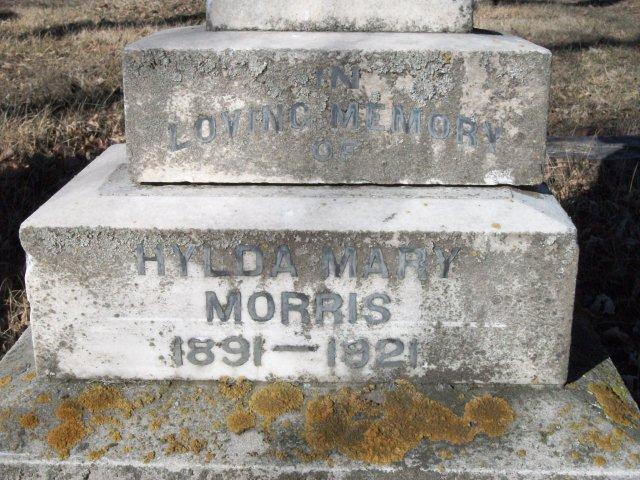 IN
LOVING MEMORY
OF
HYLDA MARY
MORRIS
1891—1921